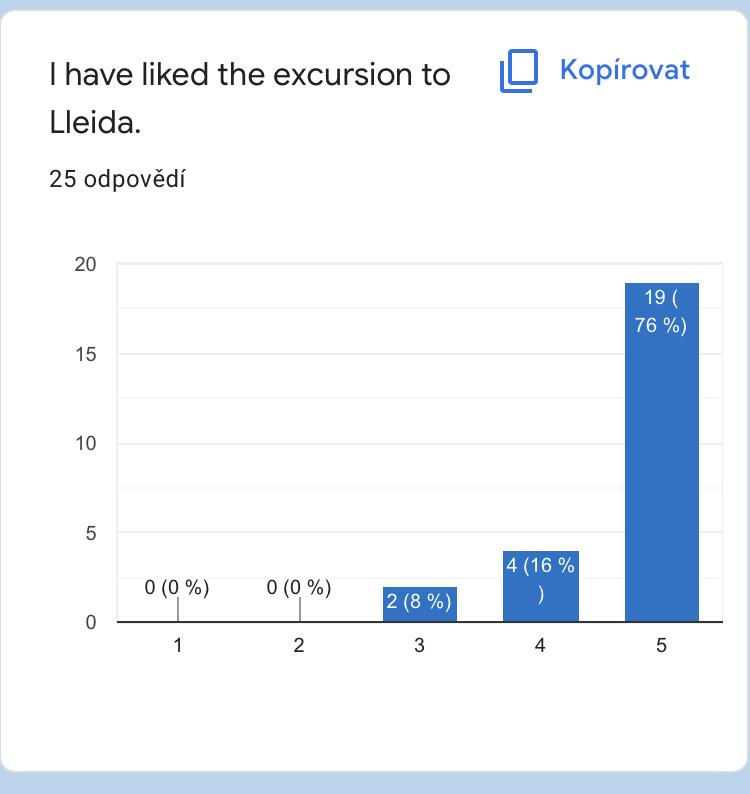 I have liked the excursion to
Lleida.
Kopírovat
25 odpovědí
20
15
10
5
0
0 (0 %)
0 (0 %)
2 (8 %)
4 (16 %
)
19 (
76 %)
1
2
3
4
5